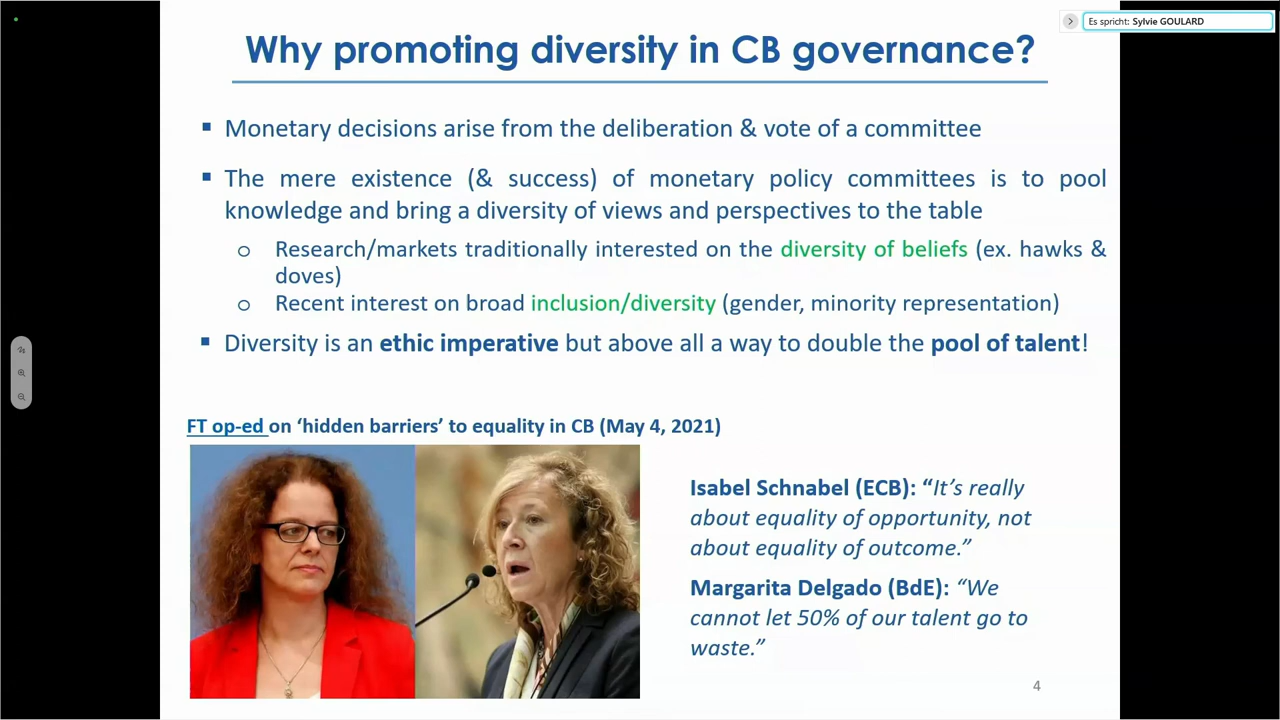 Es spricht: Sylvie GOULARD
Why promoting diversity in CB governance?
▪ Monetary decisions arise from the deliberation & vote of a committee
▪ The mere existence (& success) of monetary policy committees is to pool
knowledge and bring a diversity of views and perspectives to the table
o Research/markets traditionally interested on the diversity of beliefs (ex. hawks &
doves)
o Recent interest on broad inclusion/diversity (gender, minority representation)
▪ Diversity is an ethic imperative but above all a way to double the pool of talent!
FT op-ed on ‘hidden barriers’ to equality in CB (May 4, 2021)
Isabel Schnabel (ECB): “It’s really
about equality of opportunity, not
about equality of outcome.”
Margarita Delgado (BdE): “We
cannot let 50% of our talent go to
waste.”
4